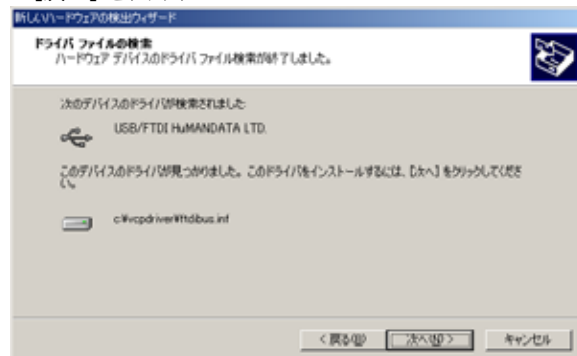 新しいハードウェアの検出ウィザード
ドライバ ファイルの検索
ハードウェア デバイスのドライバ ファイル検索が終了しました。
次のデバイスのドライバが検索されました:
USB/FTDI HuMANDATA LTD.
このデバイスのドライバが見つかりました。このドライバをインストールするには、[次へ] をクリックしてくださ
い。
c:¥vcpdriver¥ftdibus.inf
< 戻る(B)
次へ(N) >
キャンセル